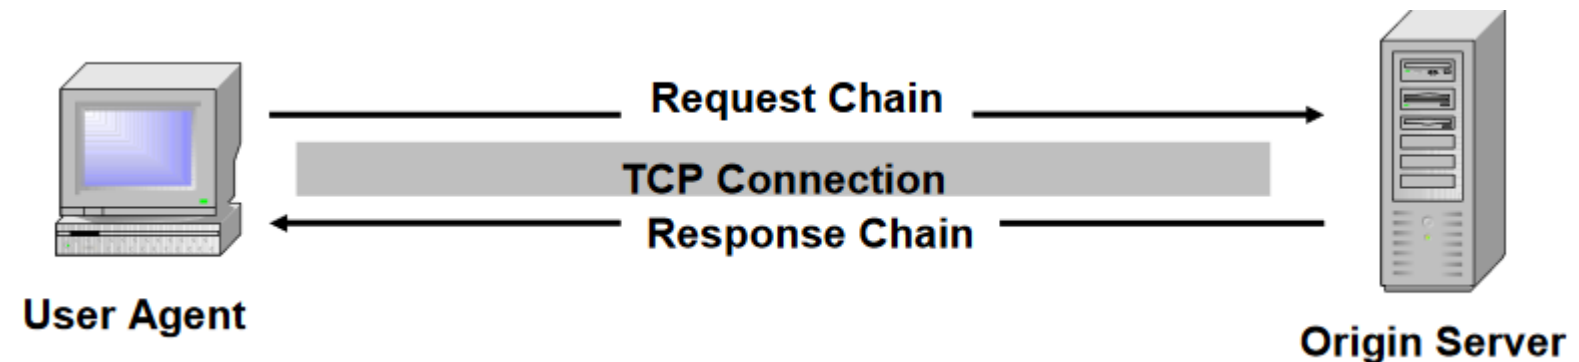 Request Chain
TCP Connection
Response Chain
User Agent
Origin Server